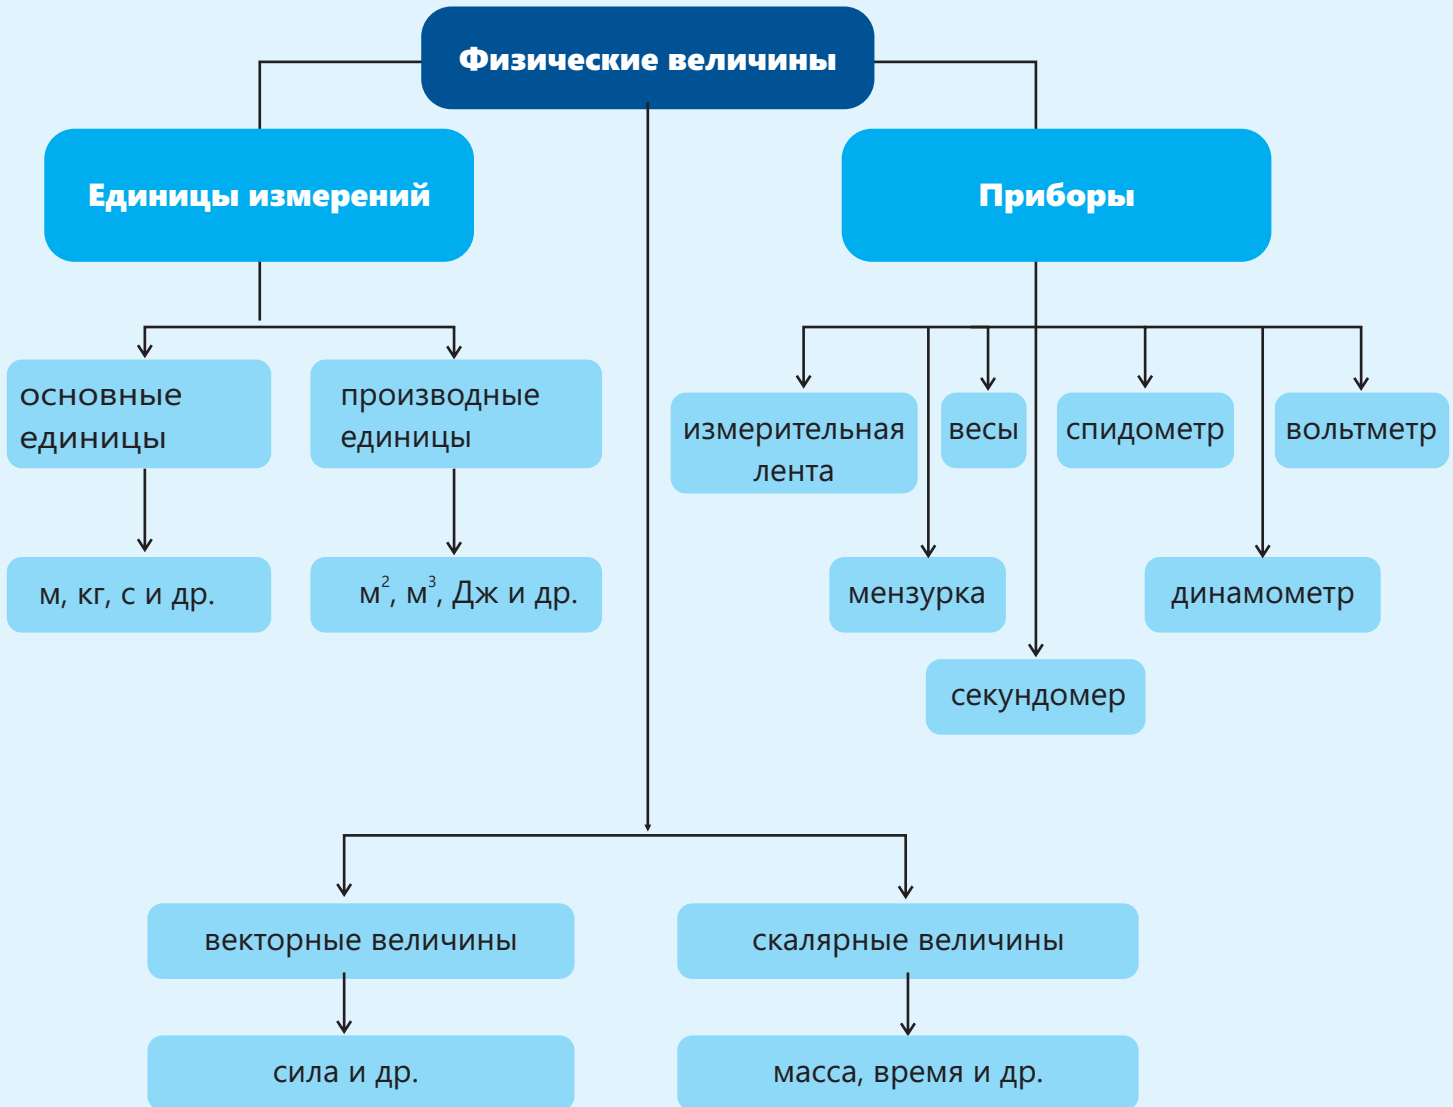 Физические величины
Единицы измерений
Приборы
основные
единицы
производные
единицы
измерительная
лента
весы
спидометр
вольтметр
м, кг, с и др.
м², м³, Дж и др.
мензурка
динамометр
секундомер
векторные величины
скалярные величины
сила и др.
масса, время и др.